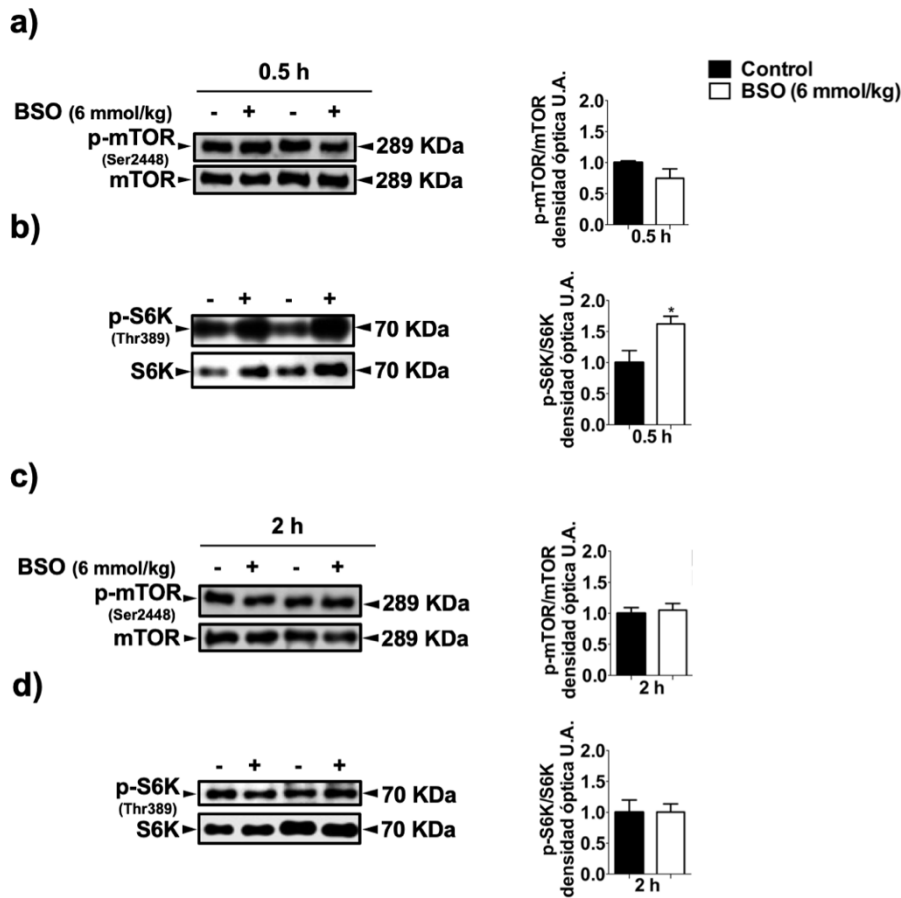 a)
0.5 h
BSO (6 mmol/kg) - + - +
p-mTOR
(Ser2448)
289 KDa
mTOR
289 KDa
Control
BSO (6 mmol/kg)
p-mTOR/mTOR
densidad óptica U.A.
2.0
1.5
1.0
0.5
0.0
0.5 h
b)
- + - +
p-S6K
(Thr389)
70 KDa
S6K
70 KDa
p-S6K/S6K
densidad óptica U.A.
2.0
1.5
1.0
0.5
0.0
*
0.5 h
c)
2 h
BSO (6 mmol/kg) - + - +
p-mTOR
(Ser2448)
289 KDa
mTOR
289 KDa
p-mTOR/mTOR
densidad óptica U.A.
2.0
1.5
1.0
0.5
0.0
2 h
d)
- + - +
p-S6K
(Thr389)
70 KDa
S6K
70 KDa
p-S6K/S6K
densidad óptica U.A.
2.0
1.5
1.0
0.5
0.0
2 h